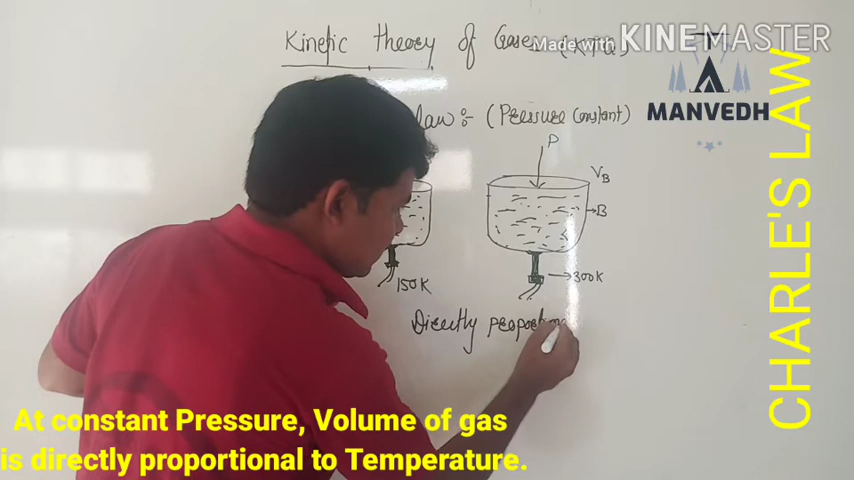 Kinetic theory of Gases (KTG)
Made with KINEMASTER
MANVEDH
law :- (Pressure Constant)
P
VB
B
150K
300K
Directly proportiona
At constant Pressure, Volume of gas
is directly proportional to Temperature.
CHARLE'S LAW